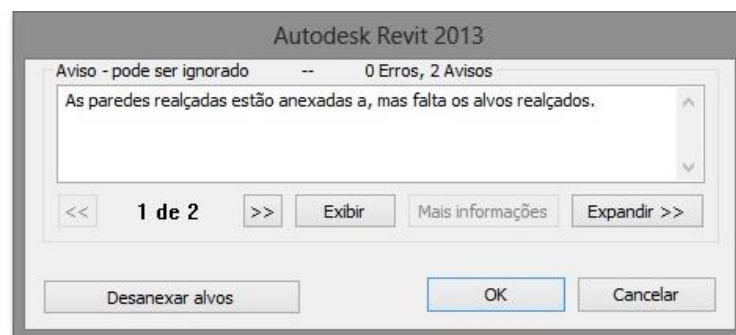 Autodesk Revit 2013
Aviso - pode ser ignorado -- 0 Erros, 2 Avisos
As paredes realçadas estão anexadas a, mas falta os alvos realçados.
<< 1 de 2 >> Exibir Mais informações Expandir >>
Desanexar alvos OK Cancelar